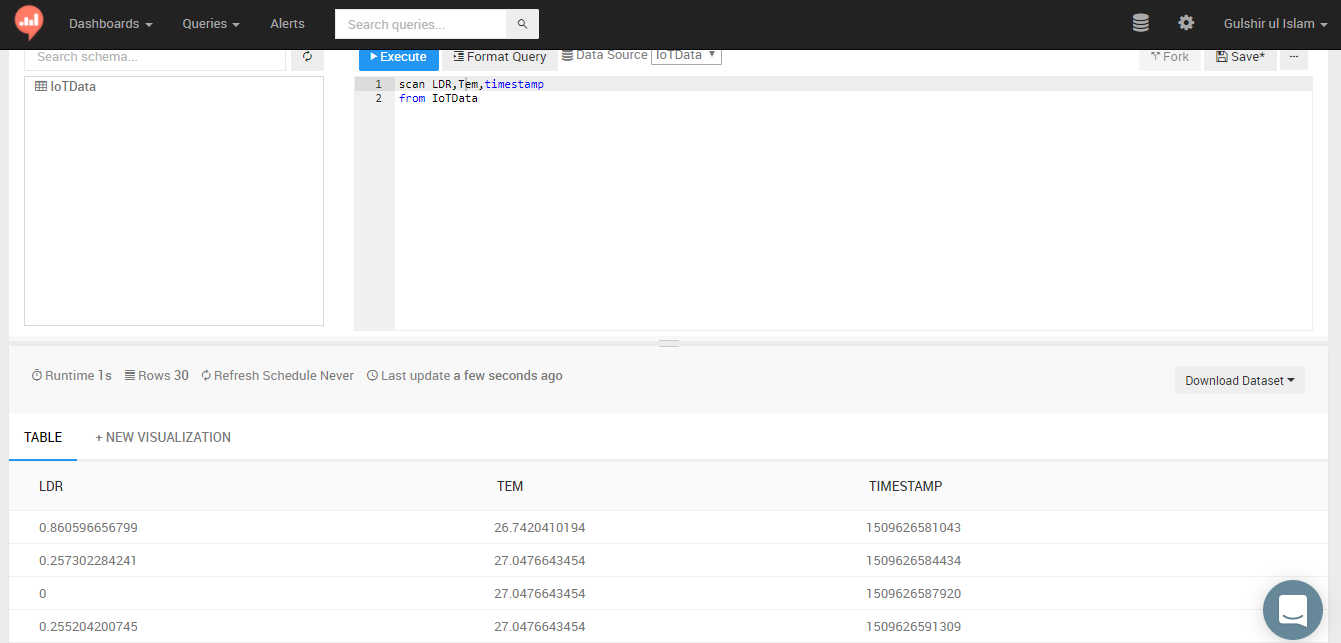 Dashboards Queries Alerts Search queries... Gulshir ul Islam
Search schema... Execute Format Query Data Source IoTData Fork Save* ...
IoTData
1 scan LDR,Tem,timestamp
2 from IoTData
Runtime 1s Rows 30 Refresh Schedule Never Last update a few seconds ago Download Dataset
TABLE + NEW VISUALIZATION
LDR TEM TIMESTAMP
0.860596656799 26.7420410194 1509626581043
0.257302284241 27.0476643454 1509626584434
0 27.0476643454 1509626587920
0.255204200745 27.0476643454 1509626591309